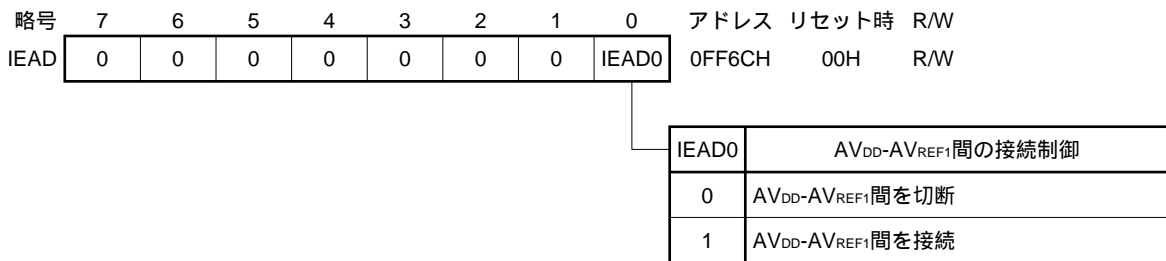 略号 7 6 5 4 3 2 1 0 アドレス リセット時 R/W
IEAD 0 0 0 0 0 0 0 IEAD0 0FF6CH 00H R/W
IEAD0 AVDD-AVREF1間の接続制御
0 AVDD-AVREF1間を切断
1 AVDD-AVREF1間を接続